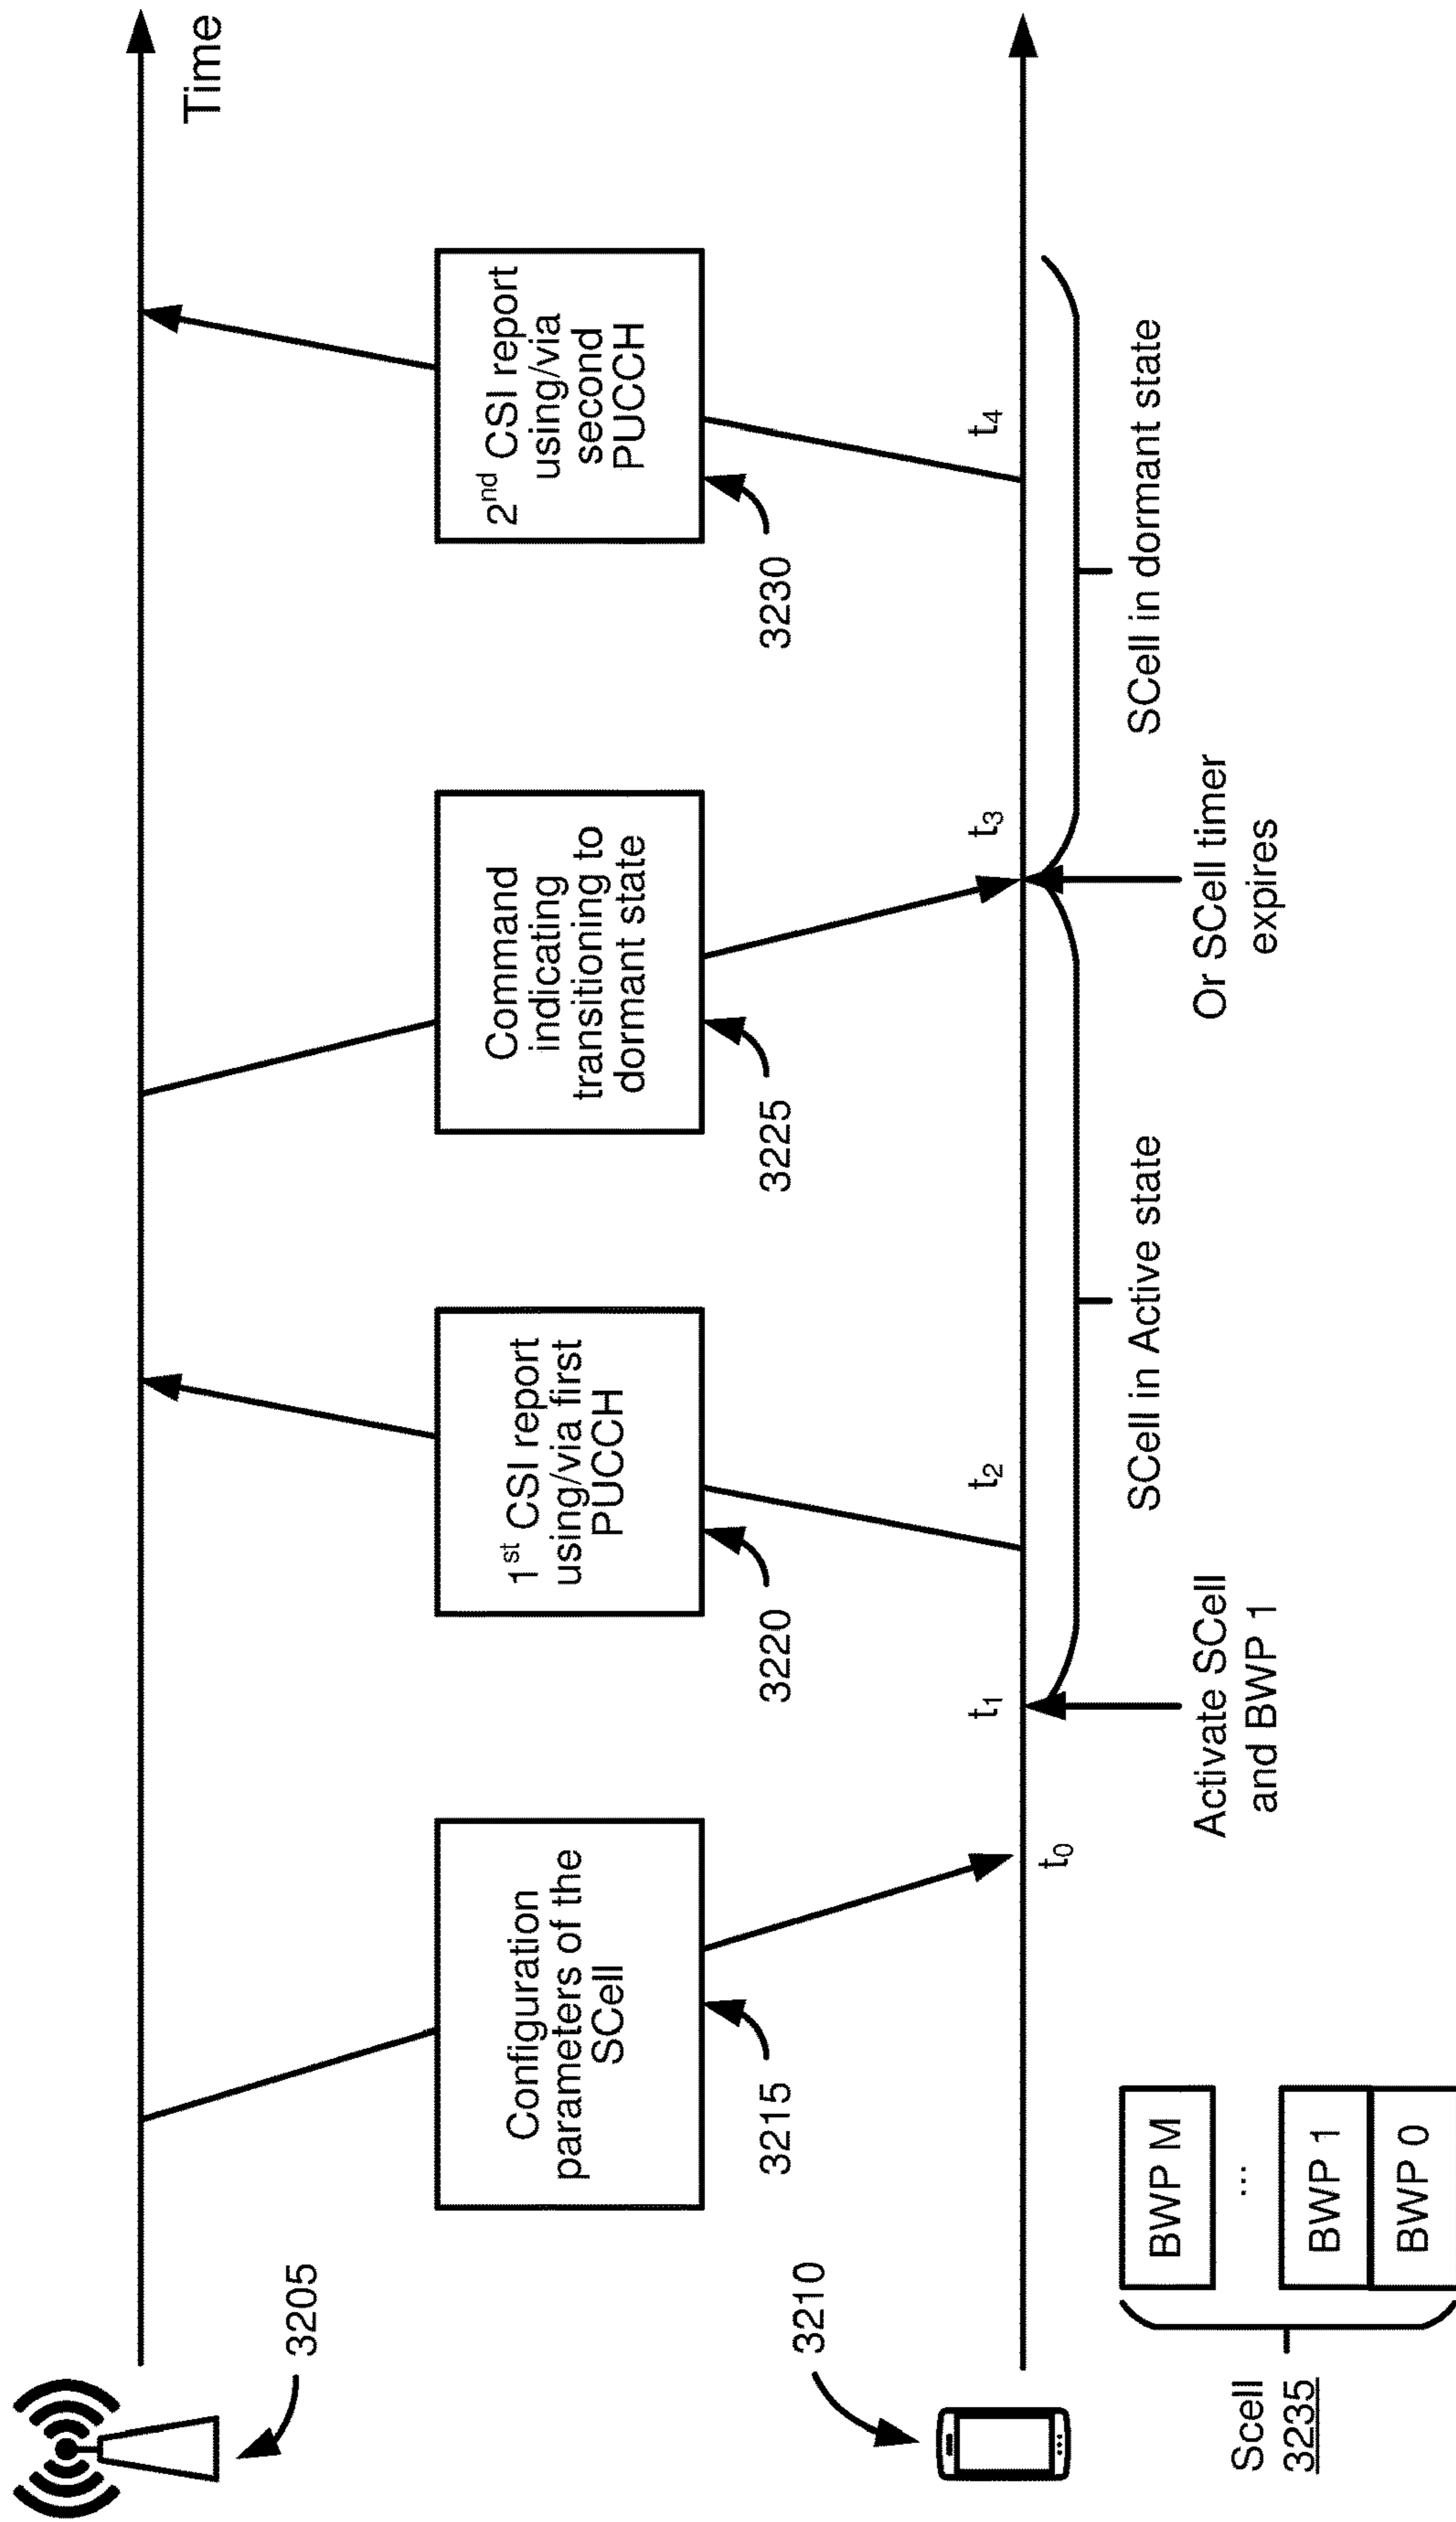 Time
3205
3210
Configuration
parameters of the
SCell
3215
1st CSI report
using/via first
PUCCH
3220
Command
indicating
transitioning to
dormant state
3225
2nd CSI report
using/via
second
PUCCH
3230
t0
t1
t2
t3
t4
Activate SCell
and BWP 1
SCell in Active state
Or SCell timer
expires
SCell in dormant state
Scell
3235
BWP M
...
BWP 1
BWP 0